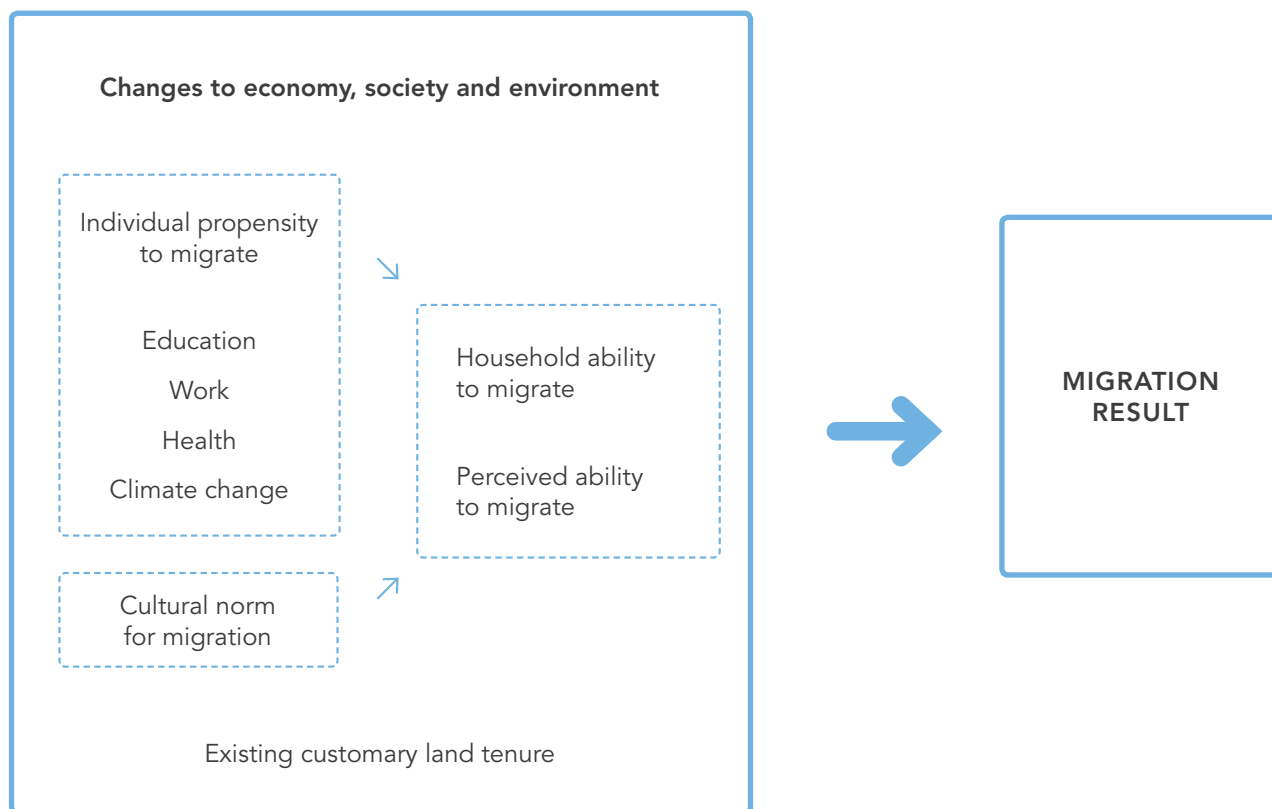 Changes to economy, society and environment
Individual propensity
to migrate
Education
Work
Health
Climate change
Cultural norm
for migration
Household ability
to migrate
Perceived ability
to migrate
Existing customary land tenure
MIGRATION
RESULT